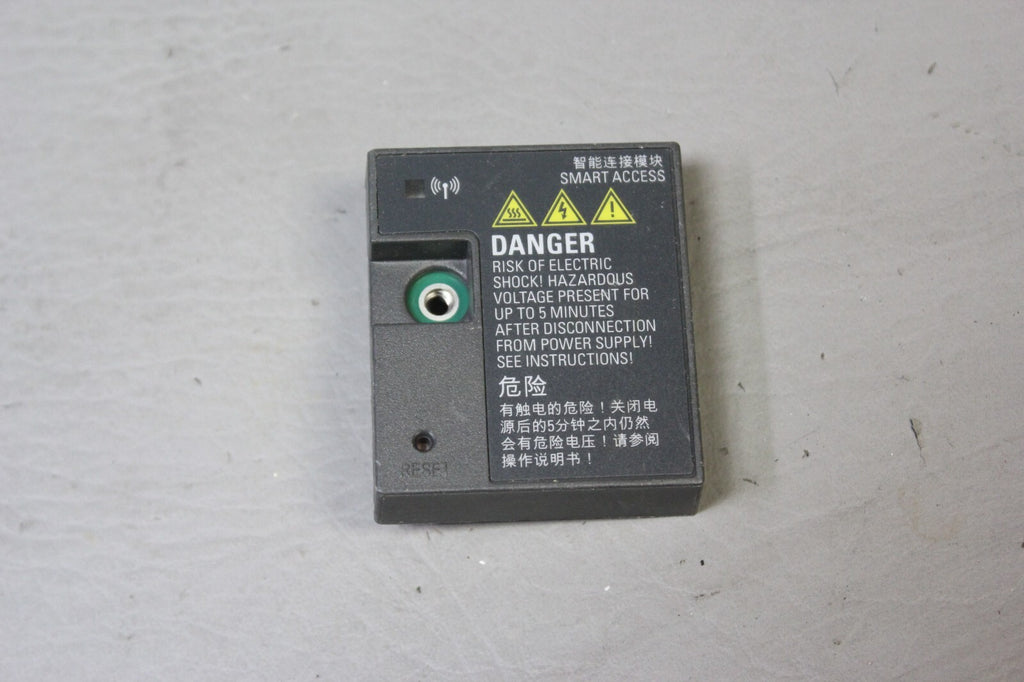 智能连接模块
SMART ACCESS
DANGER
RISK OF ELECTRIC
SHOCK! HAZARDOUS
VOLTAGE PRESENT FOR
UP TO 5 MINUTES
AFTER DISCONNECTION
FROM POWER SUPPLY!
SEE INSTRUCTIONS!
危险
有触电的危险！关闭电
源后的5分钟之内仍然
会有危险电压！请参阅
操作说明书！
RESET